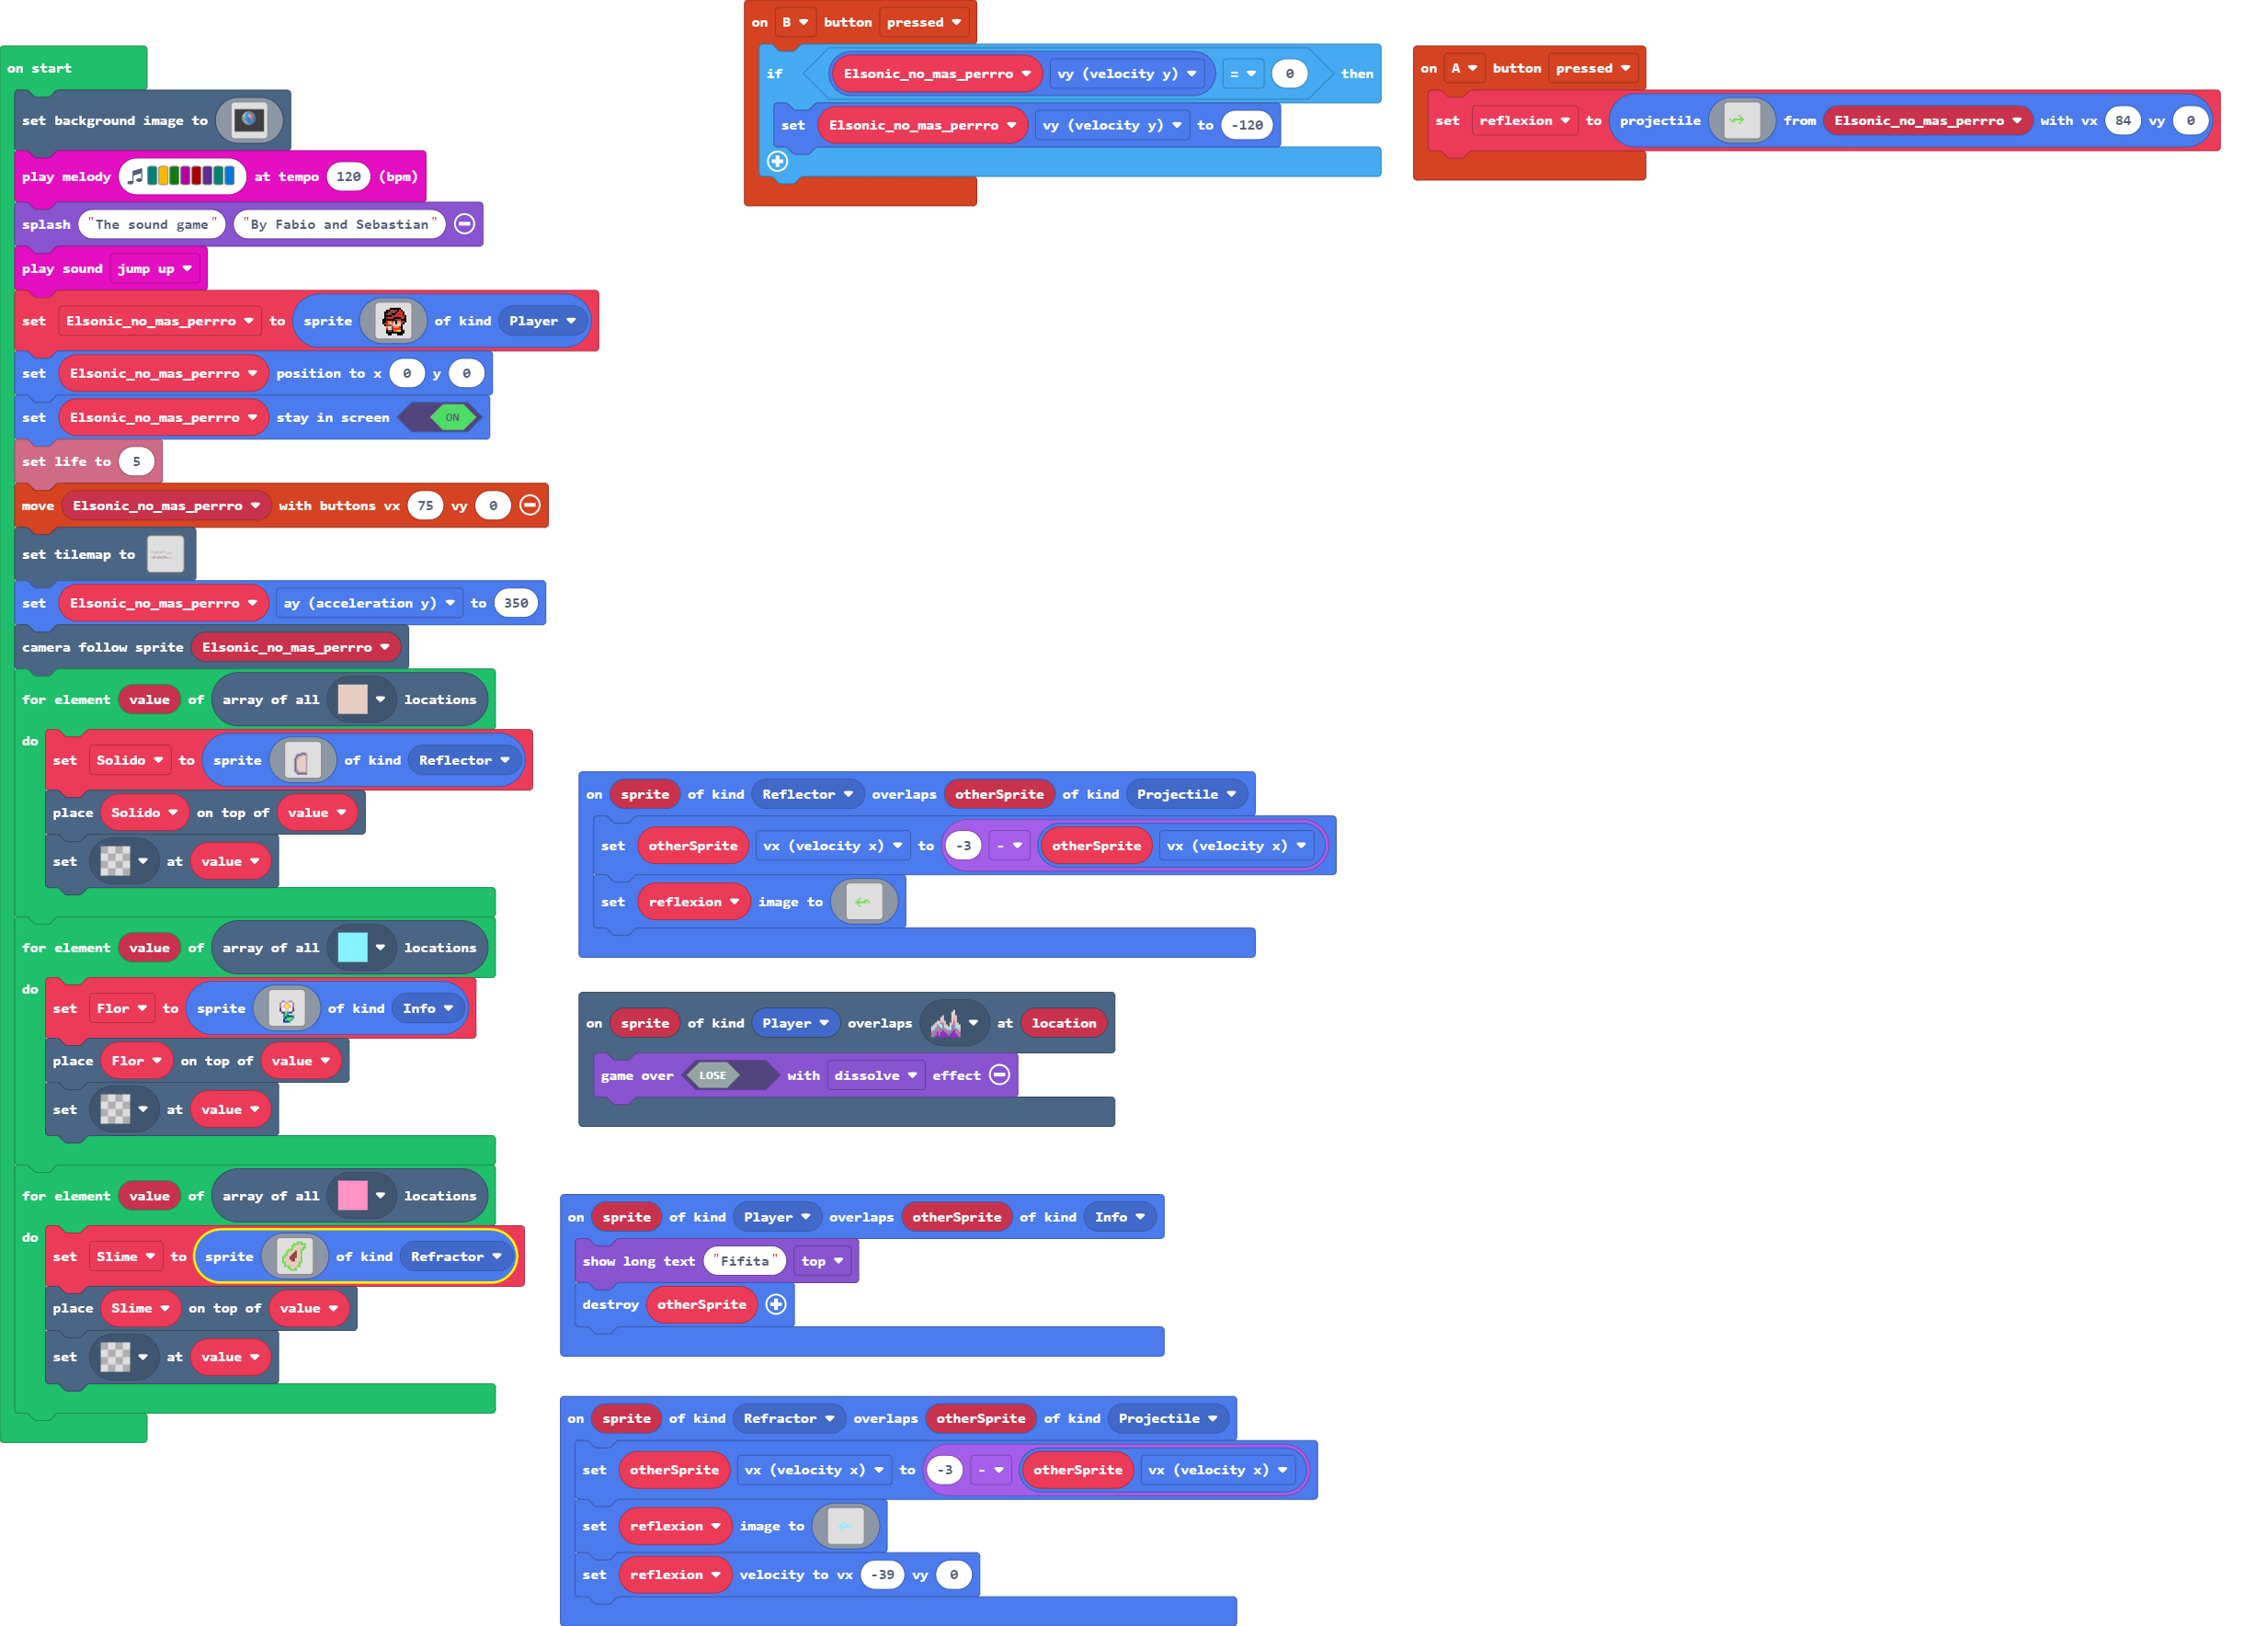 on start
set background image to
play melody at tempo 120 (bpm)
splash "The sound game" "By Fabio and Sebastian"
play sound jump up
set Elsonic_no_mas_perrro to sprite of kind Player
set Elsonic_no_mas_perrro position to x 0 y 0
set Elsonic_no_mas_perrro stay in screen ON
set life to 5
move Elsonic_no_mas_perrro with buttons vx 75 vy 0
set tilemap to
set Elsonic_no_mas_perrro ay (acceleration y) to 350
camera follow sprite Elsonic_no_mas_perrro
for element value of array of all locations
do
set Solido to sprite of kind Reflector
place Solido on top of value
set at value
for element value of array of all locations
do
set Flor to sprite of kind Info
place Flor on top of value
set at value
for element value of array of all locations
do
set Slime to sprite of kind Refractor
place Slime on top of value
set at value
on B button pressed
if Elsonic_no_mas_perrro vy (velocity y) = 0 then
set Elsonic_no_mas_perrro vy (velocity y) to -120
on A button pressed
set reflexion to projectile from Elsonic_no_mas_perrro with vx 84 vy 0
on sprite of kind Reflector overlaps otherSprite of kind Projectile
set otherSprite vx (velocity x) to -3 - otherSprite vx (velocity x)
set reflexion image to
on sprite of kind Player overlaps at location
game over LOSE with dissolve effect
on sprite of kind Player overlaps otherSprite of kind Info
show long text "Fifita" top
destroy otherSprite
on sprite of kind Refractor overlaps otherSprite of kind Projectile
set otherSprite vx (velocity x) to -3 - otherSprite vx (velocity x)
set reflexion image to
set reflexion velocity to vx -39 vy 0